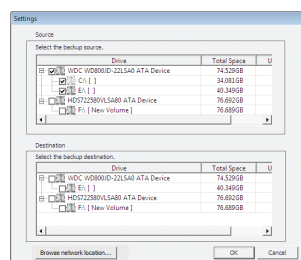 Settings
Source
Select the backup source.
Drive Total Space U
WDC WD800JD-22LSA0 ATA Device 74.529GB
C:\ [ ] 34.081GB
E:\ [ ] 40.349GB
HDS722580VLSA80 ATA Device 76.692GB
F:\ [ New Volume ] 76.689GB
Destination
Select the backup destination.
Drive Total Space U
WDC WD800JD-22LSA0 ATA Device 74.529GB
E:\ [ ] 40.349GB
HDS722580VLSA80 ATA Device 76.692GB
F:\ [ New Volume ] 76.689GB
Browse network location... OK Cancel